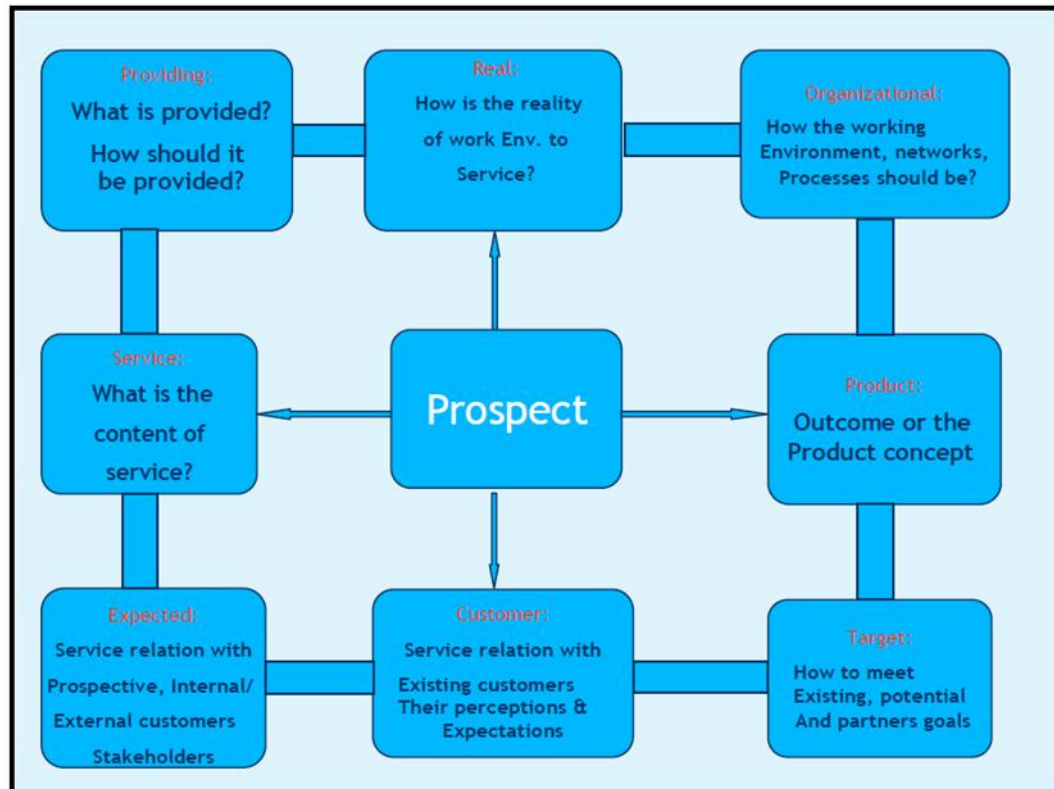 Providing:
What is provided?
How should it
be provided?
Real:
How is the reality
of work Env. to
Service?
Organizational:
How the working
Environment, networks,
Processes should be?
Service:
What is the
content of
service?
Prospect
Product:
Outcome or the
Product concept
Expected:
Service relation with
Prospective, Internal/
External customers
Stakeholders
Customer:
Service relation with
Existing customers
Their perceptions &
Expectations
Target:
How to meet
Existing, potential
And partners goals